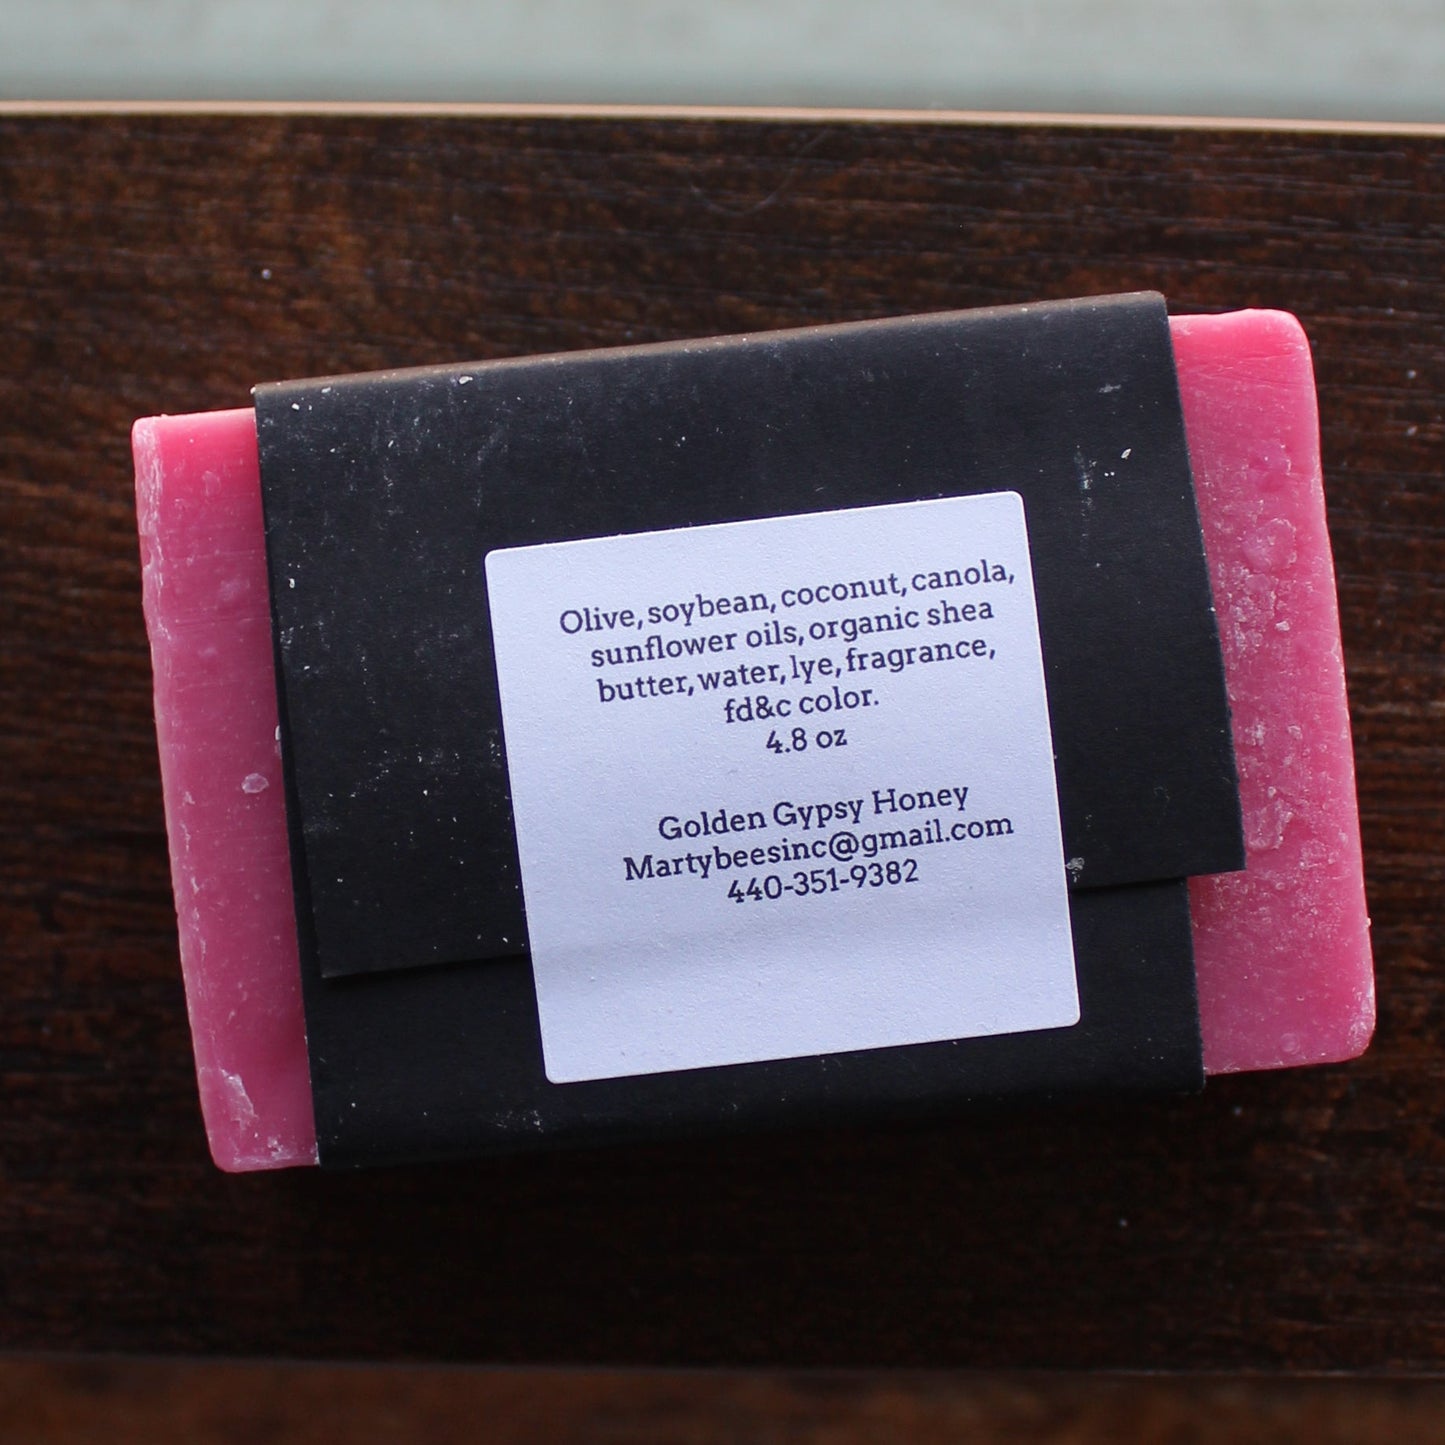 Olive, soybean, coconut, canola,
sunflower oils, organic shea
butter, water, lye, fragrance,
fd&c color.
4.8 oz
Golden Gypsy Honey
Martybeesinc@gmail.com
440-351-9382